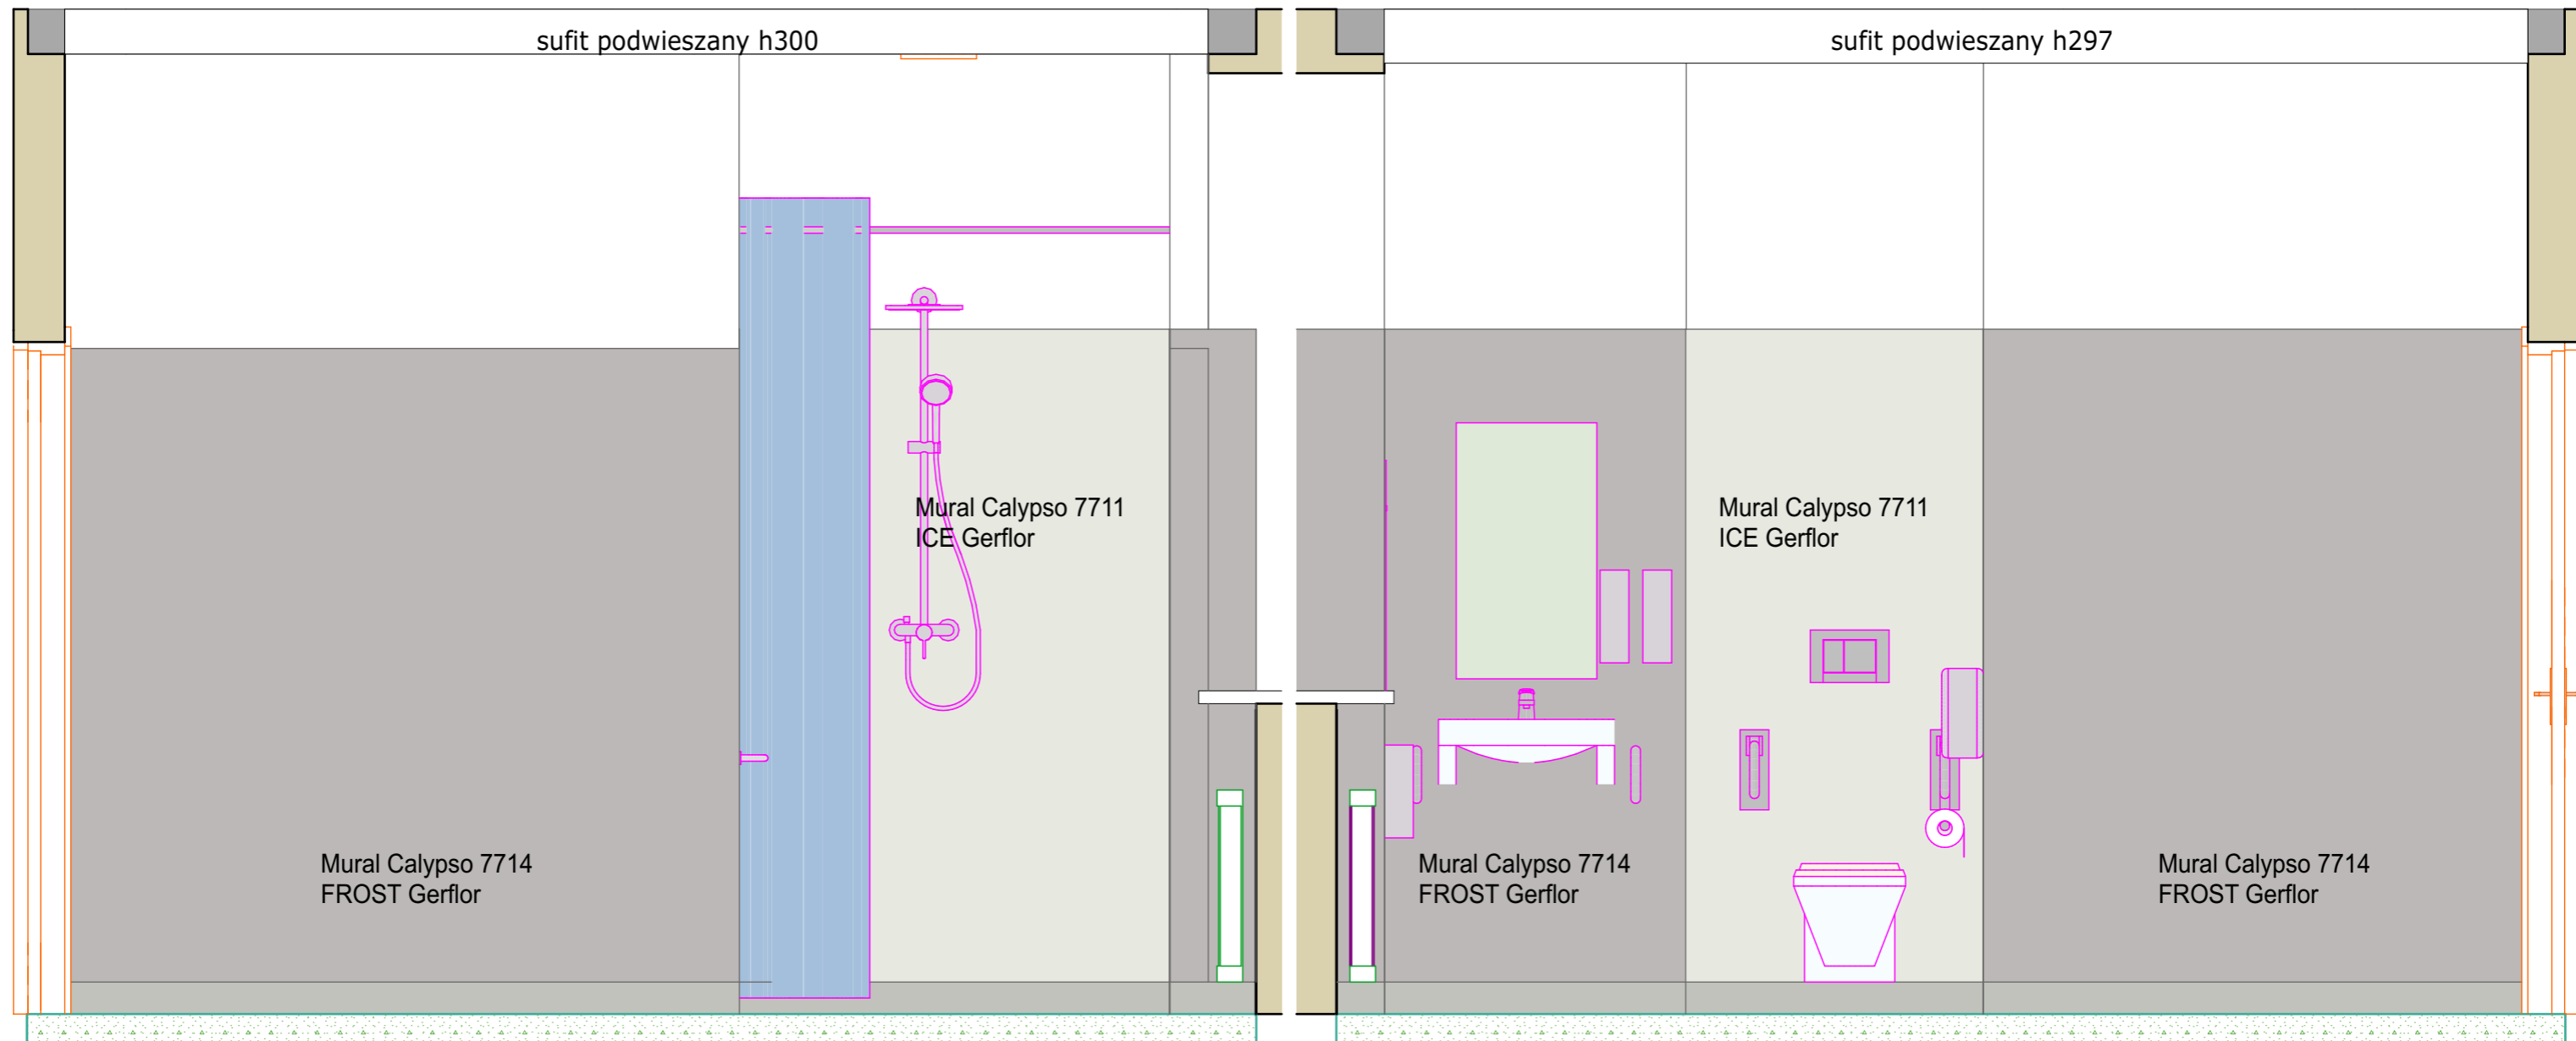 sufit podwieszany h300
sufit podwieszany h297
Mural Calypso 7711
ICE Gerflor
Mural Calypso 7711
ICE Gerflor
Mural Calypso 7714
FROST Gerflor
Mural Calypso 7714
FROST Gerflor
Mural Calypso 7714
FROST Gerflor